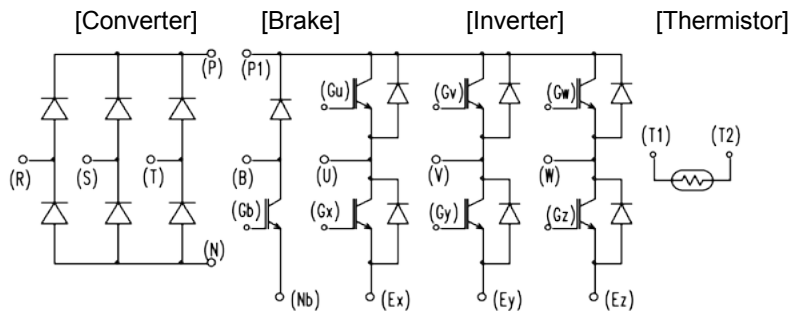 [Converter] [Brake] [Inverter] [Thermistor]
(P) (P1)
(Gu) (Gv) (Gw)
(T1) (T2)
(R) (S) (T) (B) (U) (V) (W)
(Gb) (Gx) (Gy) (Gz)
(N)
(Nb) (Ex) (Ey) (Ez)